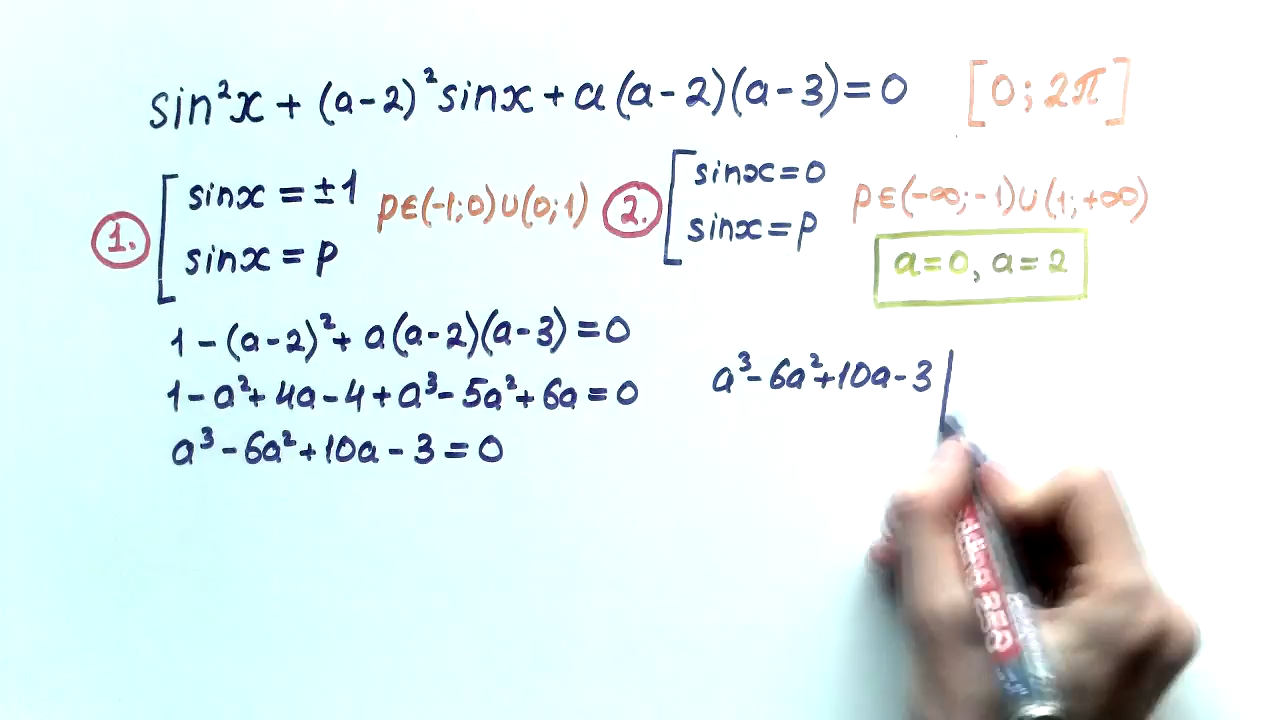 sin²x + (a-2)²sinx + a(a-2)(a-3) = 0 [0; 2π]
1. sinx = ±1 p∈(-1;0)∪(0;1)
sinx = p
2. sinx = 0 p∈(-∞;-1)∪(1;+∞)
sinx = p
a=0, a=2
1 - (a-2)² + a(a-2)(a-3) = 0
1 - a² + 4a - 4 + a³ - 5a² + 6a = 0
a³ - 6a² + 10a - 3 = 0
a³ - 6a² + 10a - 3